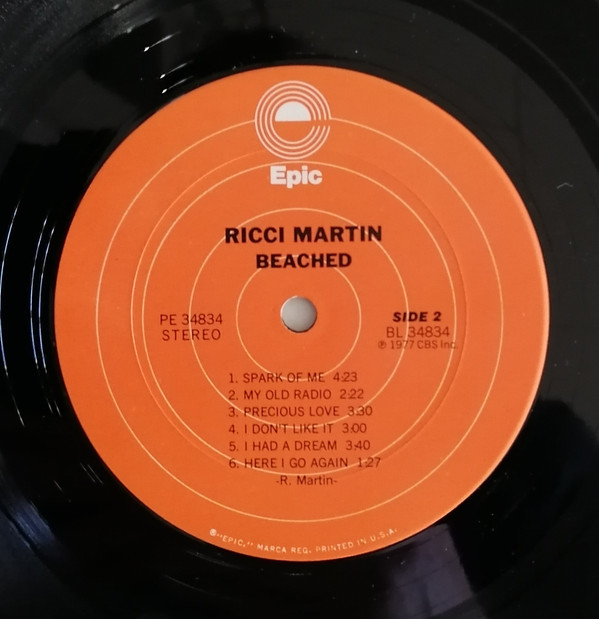 Epic
RICCI MARTIN
BEACHED
PE 34834
STEREO
SIDE 2
BL 34834
℗ 1977 CBS Inc.
1. SPARK OF ME 4:23
2. MY OLD RADIO 2:22
3. PRECIOUS LOVE 3:30
4. I DON'T LIKE IT 3:00
5. I HAD A DREAM 3:40
6. HERE I GO AGAIN 1:27
-R. Martin-
®"EPIC," MARCA REG. PRINTED IN U.S.A.